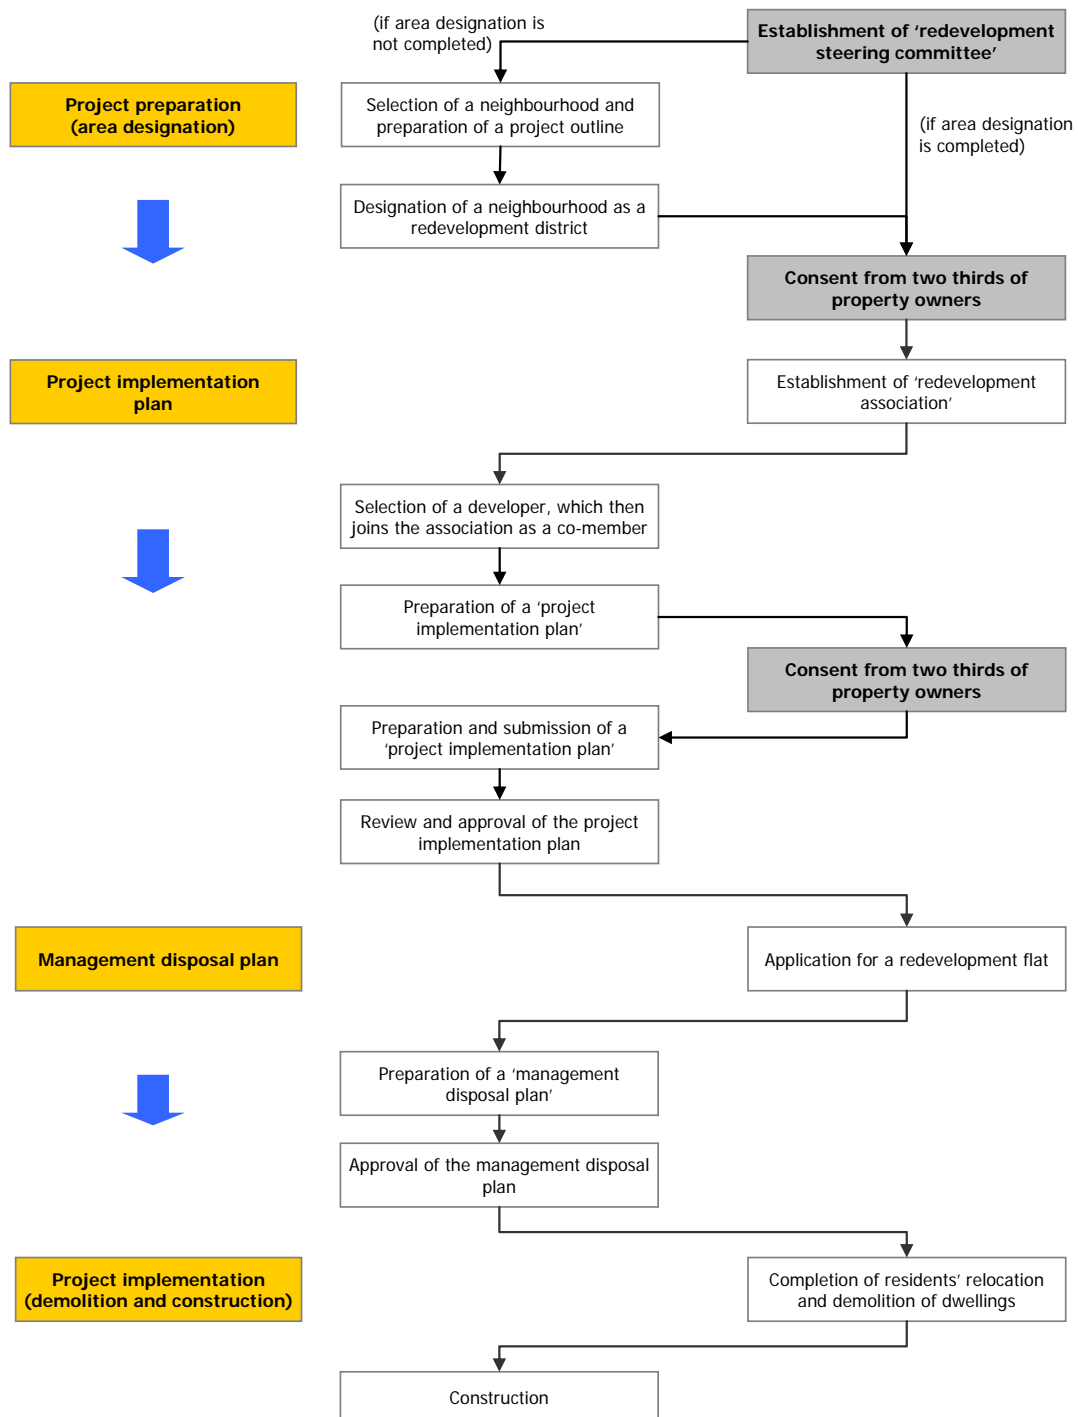 (if area designation is
not completed)
Establishment of ‘redevelopment
steering committee’
Project preparation
(area designation)
Selection of a neighbourhood and
preparation of a project outline
(if area designation
is completed)
Designation of a neighbourhood as a
redevelopment district
Consent from two thirds of
property owners
Project implementation
plan
Establishment of ‘redevelopment
association’
Selection of a developer, which then
joins the association as a co-member
Preparation of a ‘project
implementation plan’
Consent from two thirds of
property owners
Preparation and submission of a
‘project implementation plan’
Review and approval of the project
implementation plan
Management disposal plan
Application for a redevelopment flat
Preparation of a ‘management
disposal plan’
Approval of the management disposal
plan
Project implementation
(demolition and construction)
Completion of residents’ relocation
and demolition of dwellings
Construction